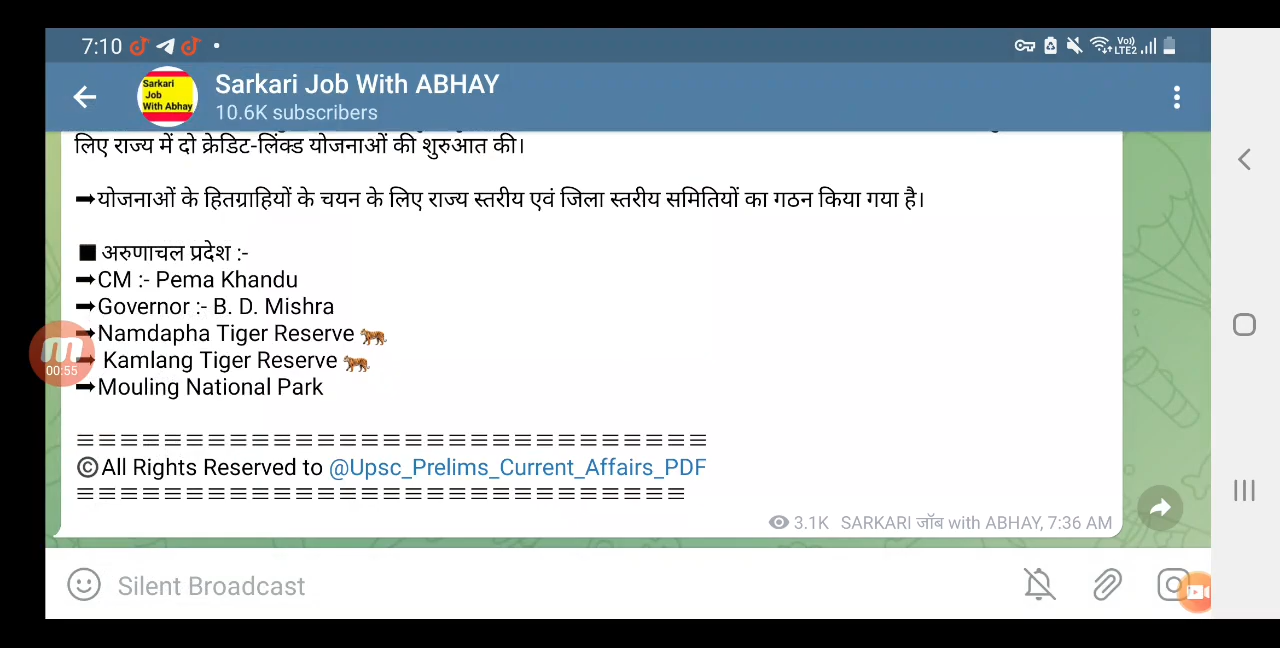 7:10
Vo) LTE2
Sarkari Job With Abhay
Sarkari Job With ABHAY
10.6K subscribers
लिए राज्य में दो क्रेडिट-लिंक्ड योजनाओं की शुरुआत की।
➡योजनाओं के हितग्राहियों के चयन के लिए राज्य स्तरीय एवं जिला स्तरीय समितियों का गठन किया गया है।
■ अरुणाचल प्रदेश :-
➡CM :- Pema Khandu
➡Governor :- B. D. Mishra
➡Namdapha Tiger Reserve 🐅
➡ Kamlang Tiger Reserve 🐅
➡Mouling National Park
00:55
≡≡≡≡≡≡≡≡≡≡≡≡≡≡≡≡≡≡≡≡≡≡≡≡≡≡≡≡≡
©All Rights Reserved to @Upsc_Prelims_Current_Affairs_PDF
≡≡≡≡≡≡≡≡≡≡≡≡≡≡≡≡≡≡≡≡≡≡≡≡≡≡≡≡
3.1K SARKARI जॉब with ABHAY, 7:36 AM
Silent Broadcast